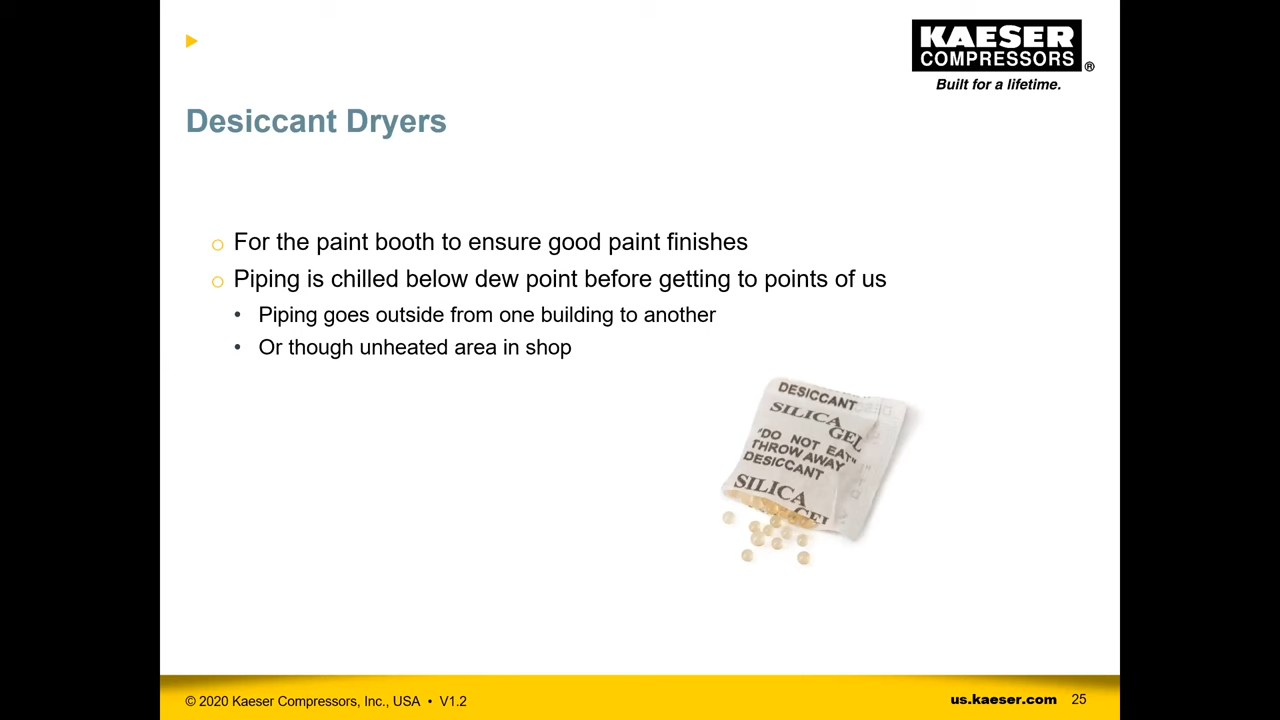 KAESER
COMPRESSORS
®
Built for a lifetime.
Desiccant Dryers
For the paint booth to ensure good paint finishes
Piping is chilled below dew point before getting to points of us
• Piping goes outside from one building to another
• Or though unheated area in shop
DESICCANT
SILICA
GEL
"DO NOT EAT"
THROW AWAY
DESICCANT
SILICA
GEL
© 2020 Kaeser Compressors, Inc., USA • V1.2
us.kaeser.com 25